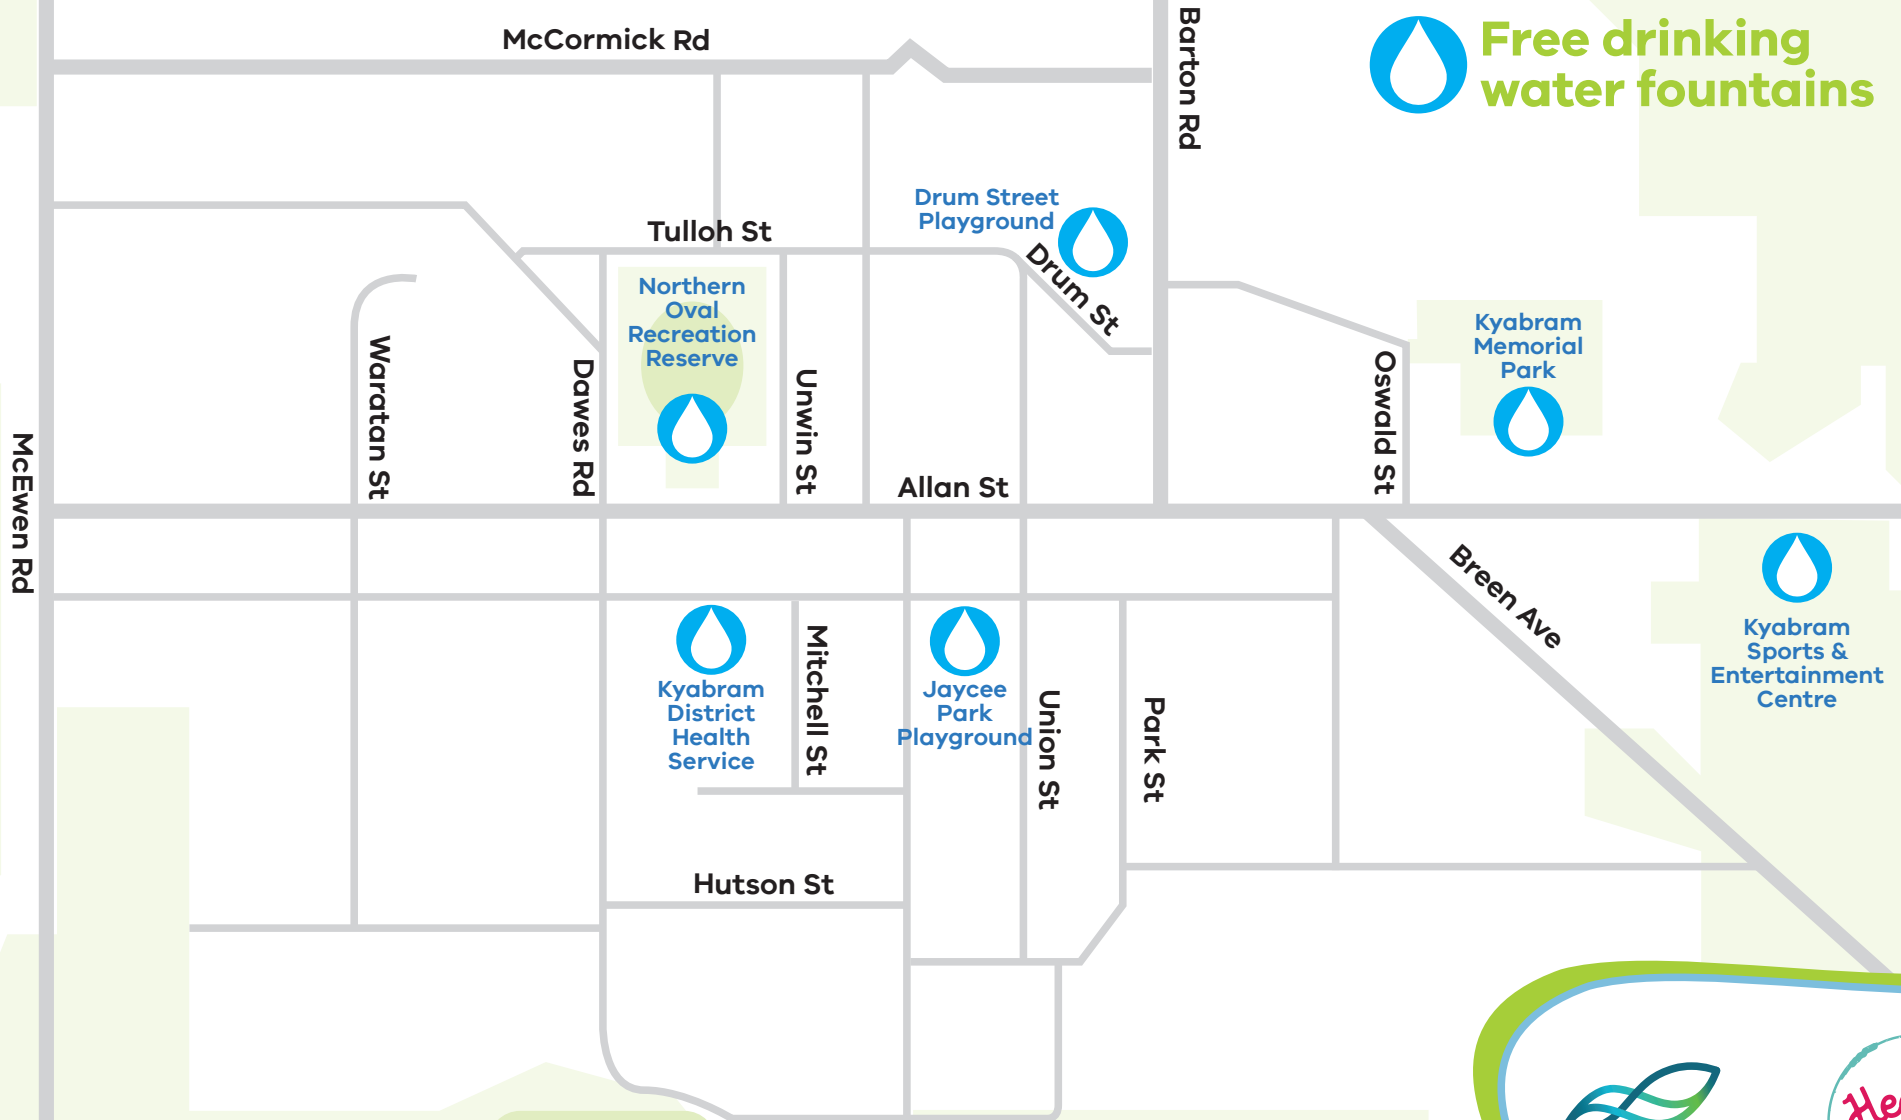 McCormick Rd
Barton Rd
Free drinking
water fountains
Drum Street
Playground
Tulloh St
Drum St
Northern
Oval
Recreation
Reserve
Kyabram
Memorial
Park
Waratan St
Dawes Rd
Unwin St
Oswald St
McEwen Rd
Allan St
Breen Ave
Kyabram
Sports &
Entertainment
Centre
Mitchell St
Kyabram
District
Health
Service
Jaycee
Park
Playground
Union St
Park St
Hutson St